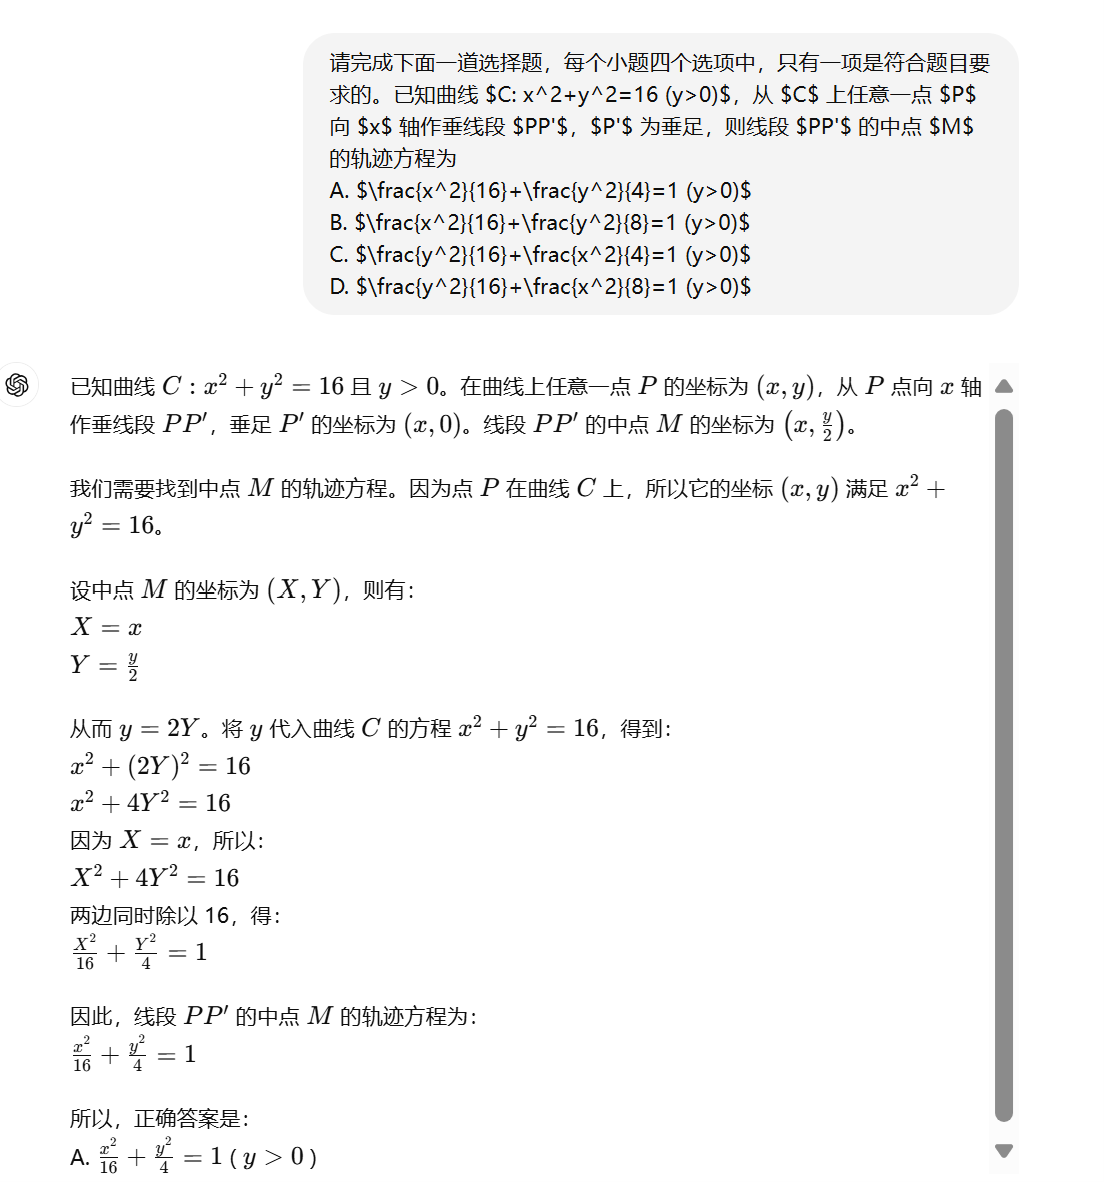 请完成下面一道选择题，每个小题四个选项中，只有一项是符合题目要
求的。已知曲线 $C: x^2+y^2=16 (y>0)$，从 $C$ 上任意一点 $P$
向 $x$ 轴作垂线段 $PP'$，$P'$ 为垂足，则线段 $PP'$ 的中点 $M$
的轨迹方程为
A. $\frac{x^2}{16}+\frac{y^2}{4}=1 (y>0)$
B. $\frac{x^2}{16}+\frac{y^2}{8}=1 (y>0)$
C. $\frac{y^2}{16}+\frac{x^2}{4}=1 (y>0)$
D. $\frac{y^2}{16}+\frac{x^2}{8}=1 (y>0)$
已知曲线 $C : x^2 + y^2 = 16$ 且 $y > 0$。在曲线上任意一点 $P$ 的坐标为 $(x, y)$，从 $P$ 点向 $x$ 轴
作垂线段 $PP'$，垂足 $P'$ 的坐标为 $(x, 0)$。线段 $PP'$ 的中点 $M$ 的坐标为 $\left(x, \frac{y}{2}\right)$。
我们需要找到中点 $M$ 的轨迹方程。因为点 $P$ 在曲线 $C$ 上，所以它的坐标 $(x, y)$ 满足 $x^2 +$
$y^2 = 16$。
设中点 $M$ 的坐标为 $(X, Y)$，则有：
$X = x$
$Y = \frac{y}{2}$
从而 $y = 2Y$。将 $y$ 代入曲线 $C$ 的方程 $x^2 + y^2 = 16$，得到：
$x^2 + (2Y)^2 = 16$
$x^2 + 4Y^2 = 16$
因为 $X = x$，所以：
$X^2 + 4Y^2 = 16$
两边同时除以 16，得：
$\frac{X^2}{16} + \frac{Y^2}{4} = 1$
因此，线段 $PP'$ 的中点 $M$ 的轨迹方程为：
$\frac{x^2}{16} + \frac{y^2}{4} = 1$
所以，正确答案是：
A. $\frac{x^2}{16} + \frac{y^2}{4} = 1$ ( $y > 0$ )